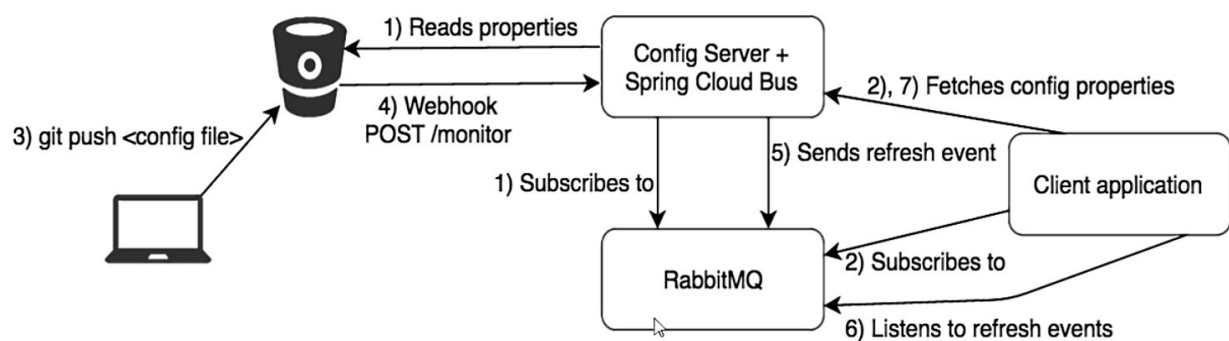 1) Reads properties
Config Server +
Spring Cloud Bus
2), 7) Fetches config properties
4) Webhook
POST /monitor
3) git push <config file>
5) Sends refresh event
1) Subscribes to
Client application
RabbitMQ
2) Subscribes to
6) Listens to refresh events